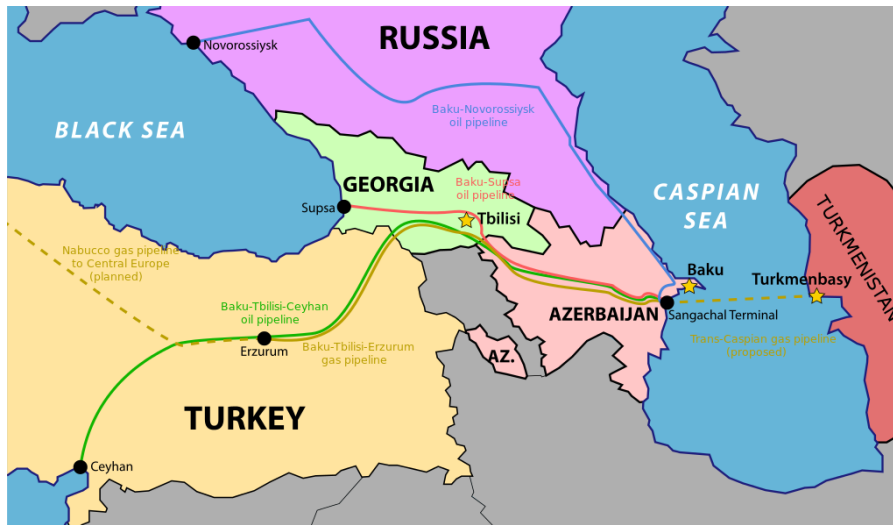 RUSSIA
Novorossiysk
Baku-Novorossiysk
oil pipeline
BLACK SEA
GEORGIA
Baku-Supsa
oil pipeline
CASPIAN
SEA
Supsa
Tbilisi
TURKMENISTAN
Nabucco gas pipeline
to Central Europe
(planned)
Baku
Turkmenbasy
Baku-Tbilisi-Ceyhan
oil pipeline
AZERBAIJAN
Sangachal Terminal
Erzurum
Baku-Tbilisi-Erzurum
gas pipeline
Trans-Caspian gas pipeline
(proposed)
AZ.
TURKEY
Ceyhan